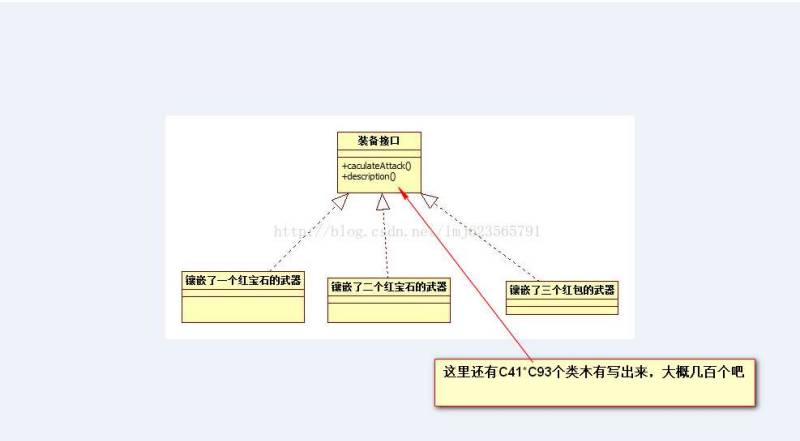 装备接口
+caculateAttack()
+description()
http://blog.csdn.net/lmj623565791
镶嵌了一个红宝石的武器
镶嵌了二个红宝石的武器
镶嵌了三个红包的武器
这里还有C41*C93个类木有写出来，大概几百个吧